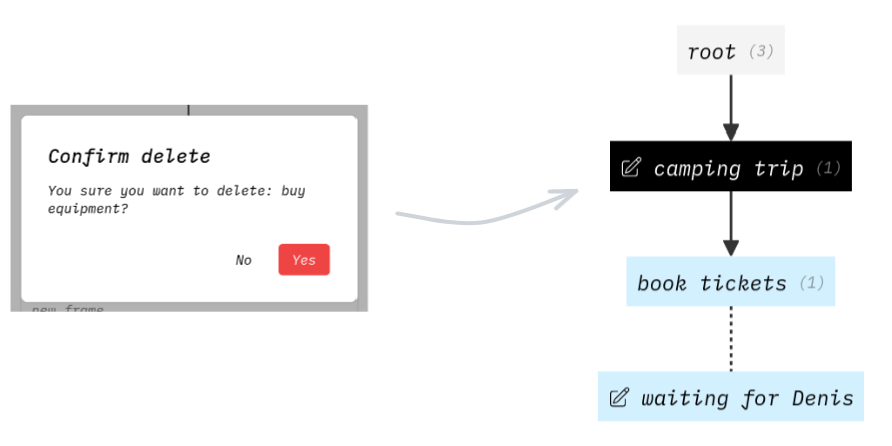 Confirm delete
You sure you want to delete: buy
equipment?
No
Yes
new frame
root (3)
camping trip (1)
book tickets (1)
waiting for Denis